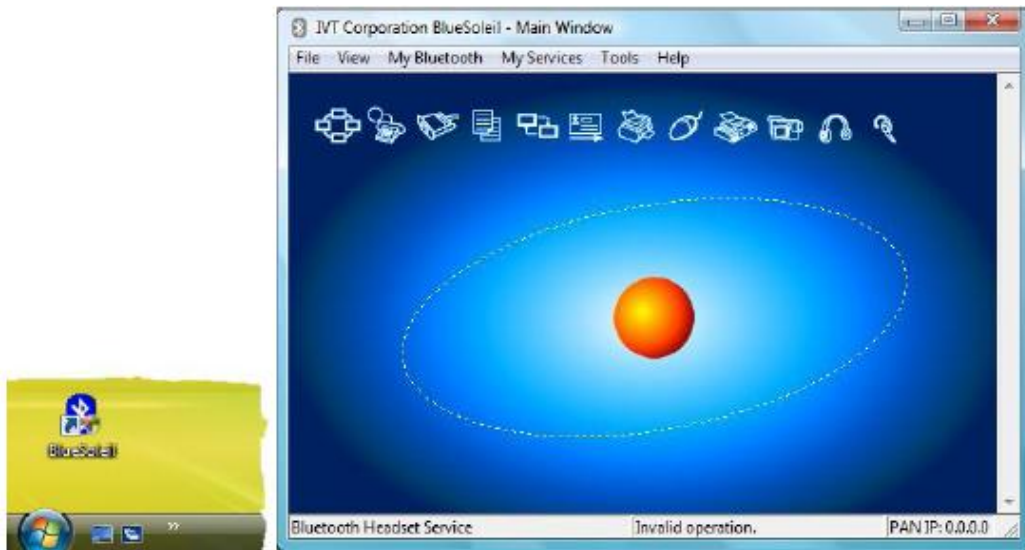 IVT Corporation BlueSoleil - Main Window
File View My Bluetooth My Services Tools Help
BlueSoleil
Bluetooth Headset Service Invalid operation. PAN IP: 0.0.0.0